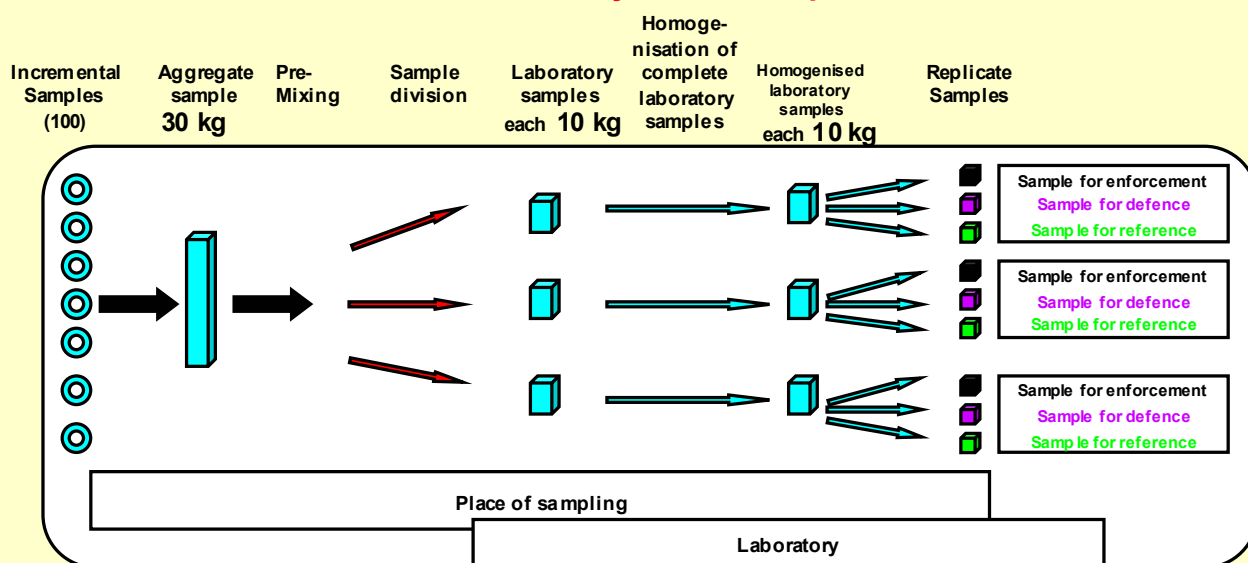 Incremental
Samples
(100)
Aggregate
sample
30 kg
Pre-
Mixing
Sample
division
Laboratory
samples
each 10 kg
Homoge-
nisation of
complete
laboratory
samples
Homogenised
laboratory
samples
each 10 kg
Replicate
Samples
Sample for enforcement
Sample for defence
Sample for reference
Sample for enforcement
Sample for defence
Sample for reference
Sample for enforcement
Sample for defence
Sample for reference
Place of sampling
Laboratory